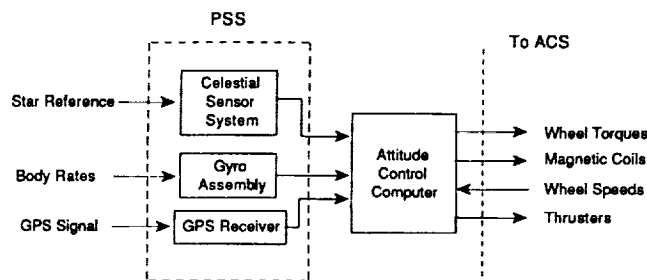 PSS
To ACS
Star Reference
Celestial
Sensor
System
Body Rates
Gyro
Assembly
GPS Signal
GPS Receiver
Attitude
Control
Computer
Wheel Torques
Magnetic Coils
Wheel Speeds
Thrusters